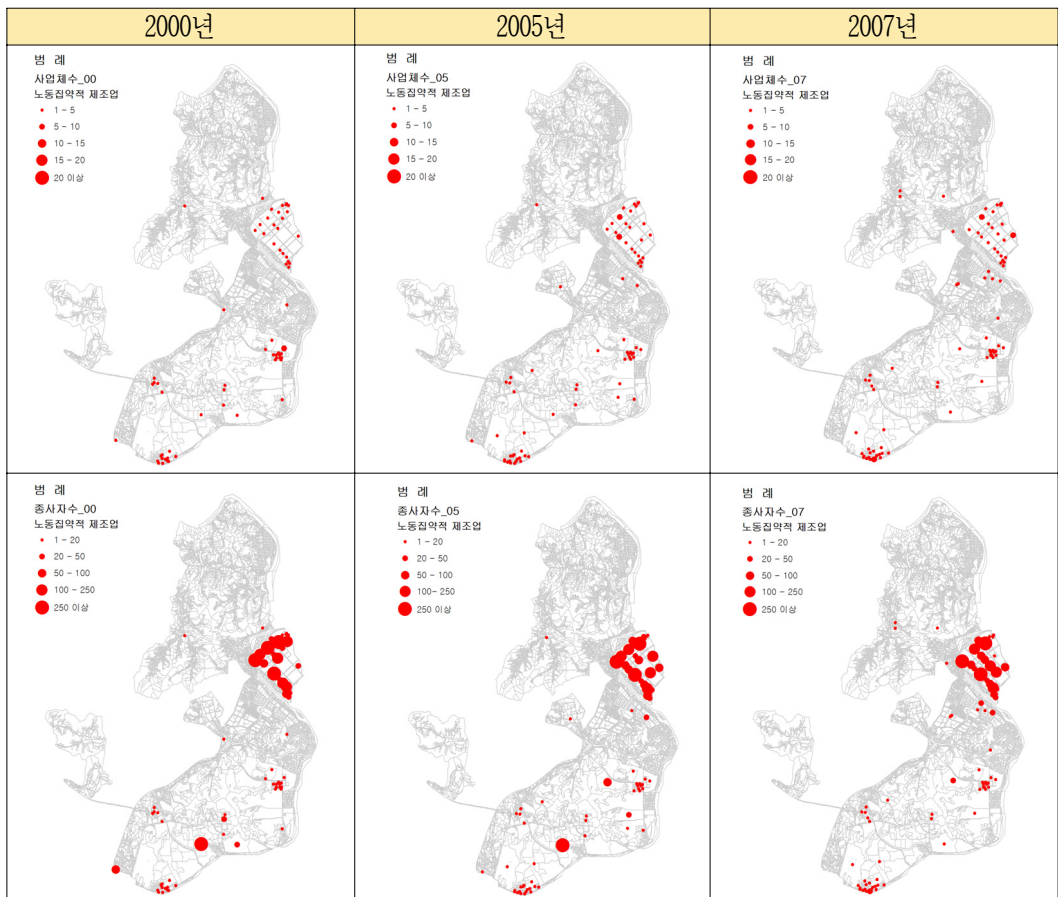 2000년
2005년
2007년
범 례
사업체수_00
노동집약적 제조업
1 - 5
5 - 10
10 - 15
15 - 20
20 이상
범 례
사업체수_05
노동집약적 제조업
1 - 5
5 - 10
10 - 15
15 - 20
20 이상
범 례
사업체수_07
노동집약적 제조업
1 - 5
5 - 10
10 - 15
15 - 20
20 이상
범 례
종사자수_00
노동집약적 제조업
1 - 20
20 - 50
50 - 100
100 - 250
250 이상
범 례
종사자수_05
노동집약적 제조업
1 - 20
20 - 50
50 - 100
100 - 250
250 이상
범 례
종사자수_07
노동집약적 제조업
1 - 20
20 - 50
50 - 100
100 - 250
250 이상